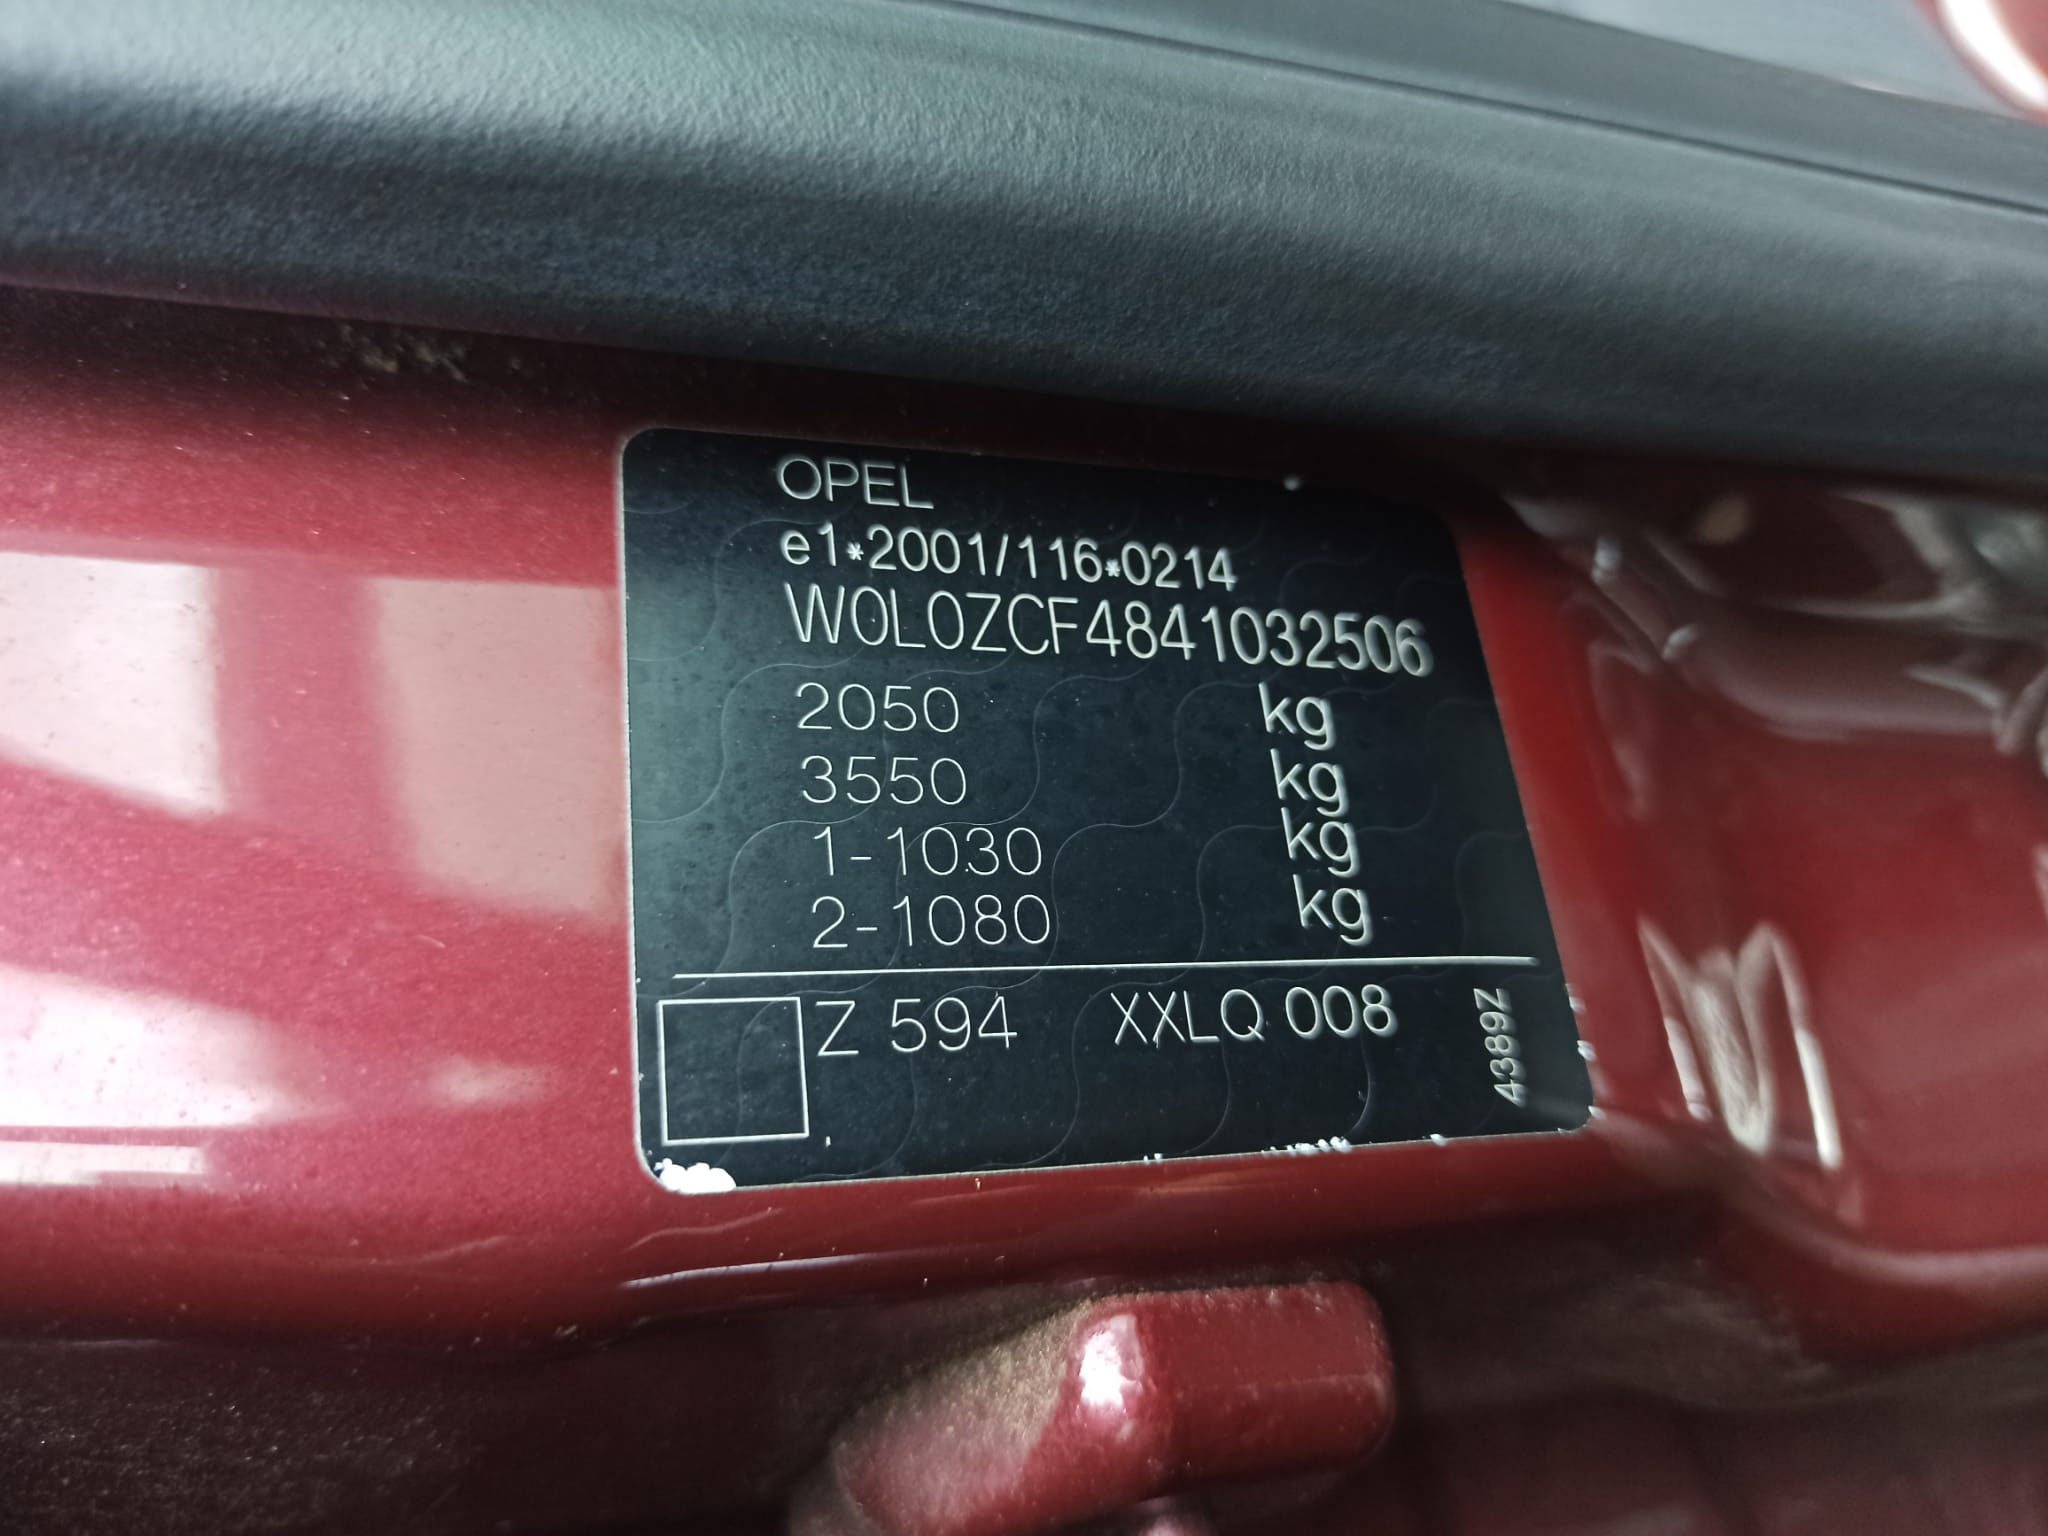 OPEL
e1*2001/116*0214
W0L0ZCF4841032506
2050 kg
3550 kg
1-1030 kg
2-1080 kg
Z 594 XXLQ 008
4389Z